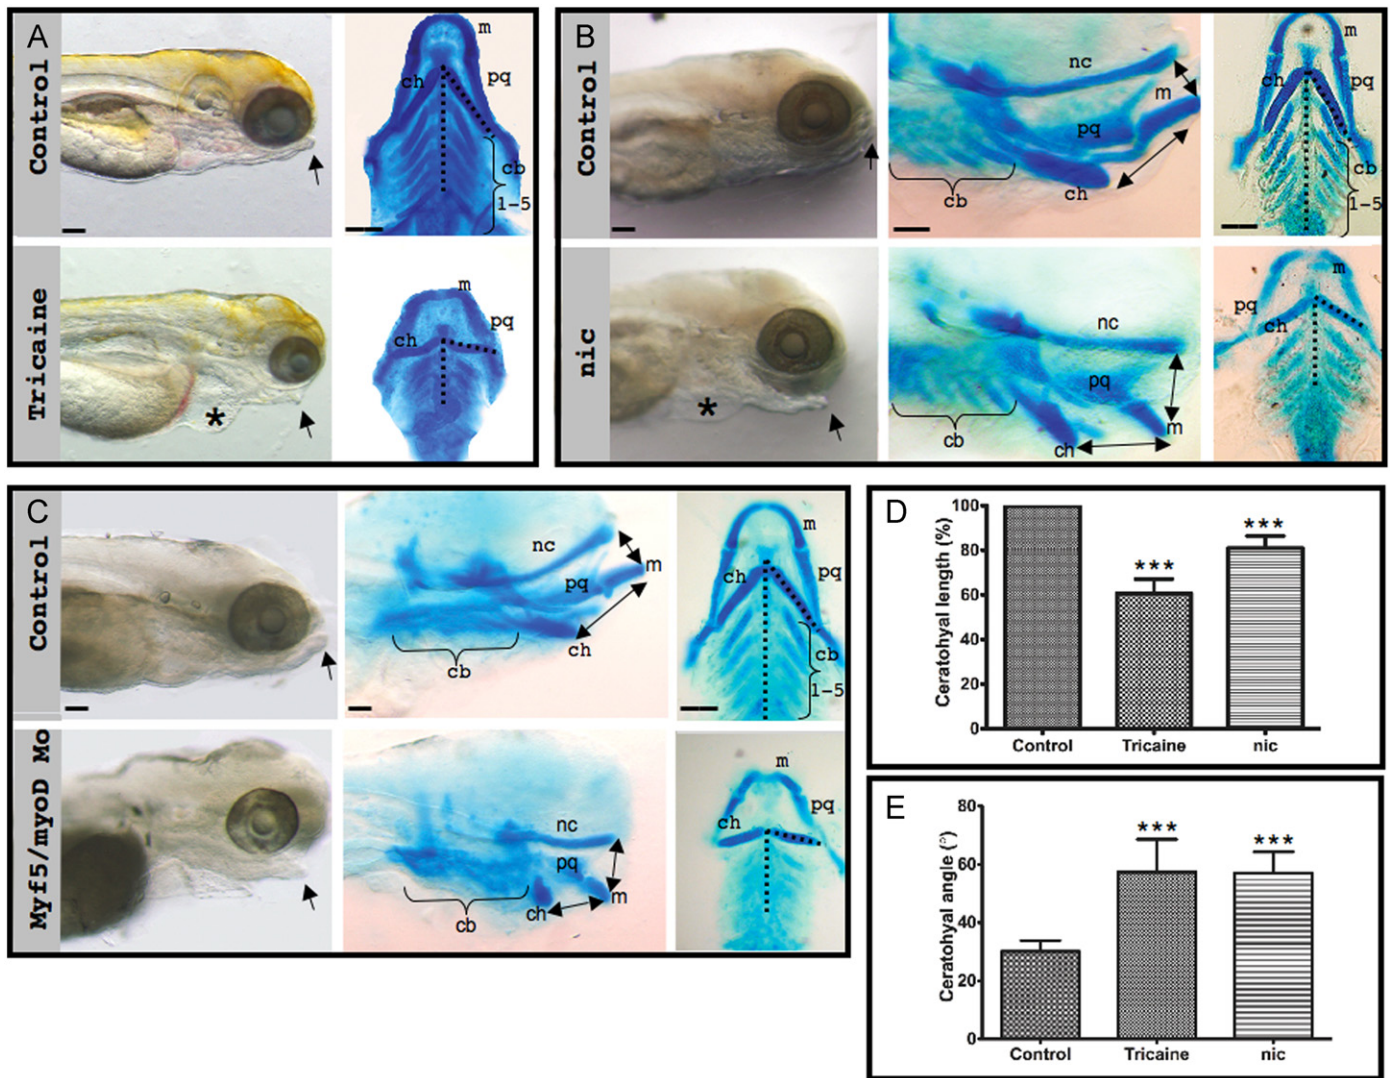 A
Control
m
ch
pq
cb
1-5
Tricaine
*
m
pq
ch
B
Control
nc
m
pq
cb
ch
m
ch
pq
cb
1-5
nic
*
nc
pq
m
cb
ch
m
pq
ch
C
Control
nc
m
pq
ch
cb
m
ch
pq
cb
1-5
Myf5/myoD Mo
nc
pq
m
ch
cb
m
pq
ch
D
Ceratohyal length (%)
100
80
60
40
20
0
***
***
Control Tricaine nic
E
Ceratohyal angle (°)
80
60
40
20
0
***
***
Control Tricaine nic